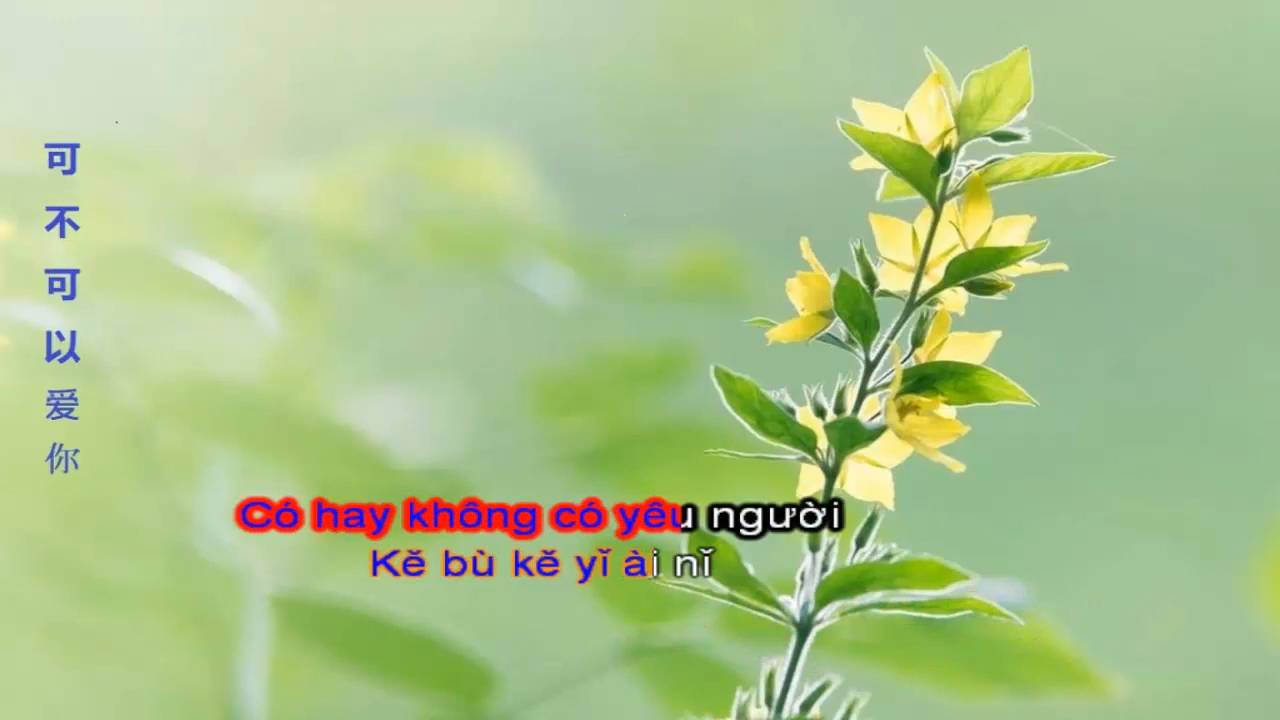 可不可以爱你
Có hay không có yêu người
Kě bù kě yǐ ài nǐ